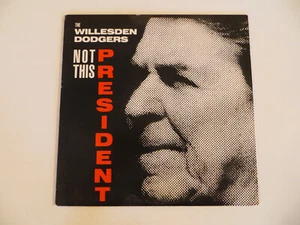 THE
WILLESDEN
DODGERS
NOT
THIS
PRESIDENT